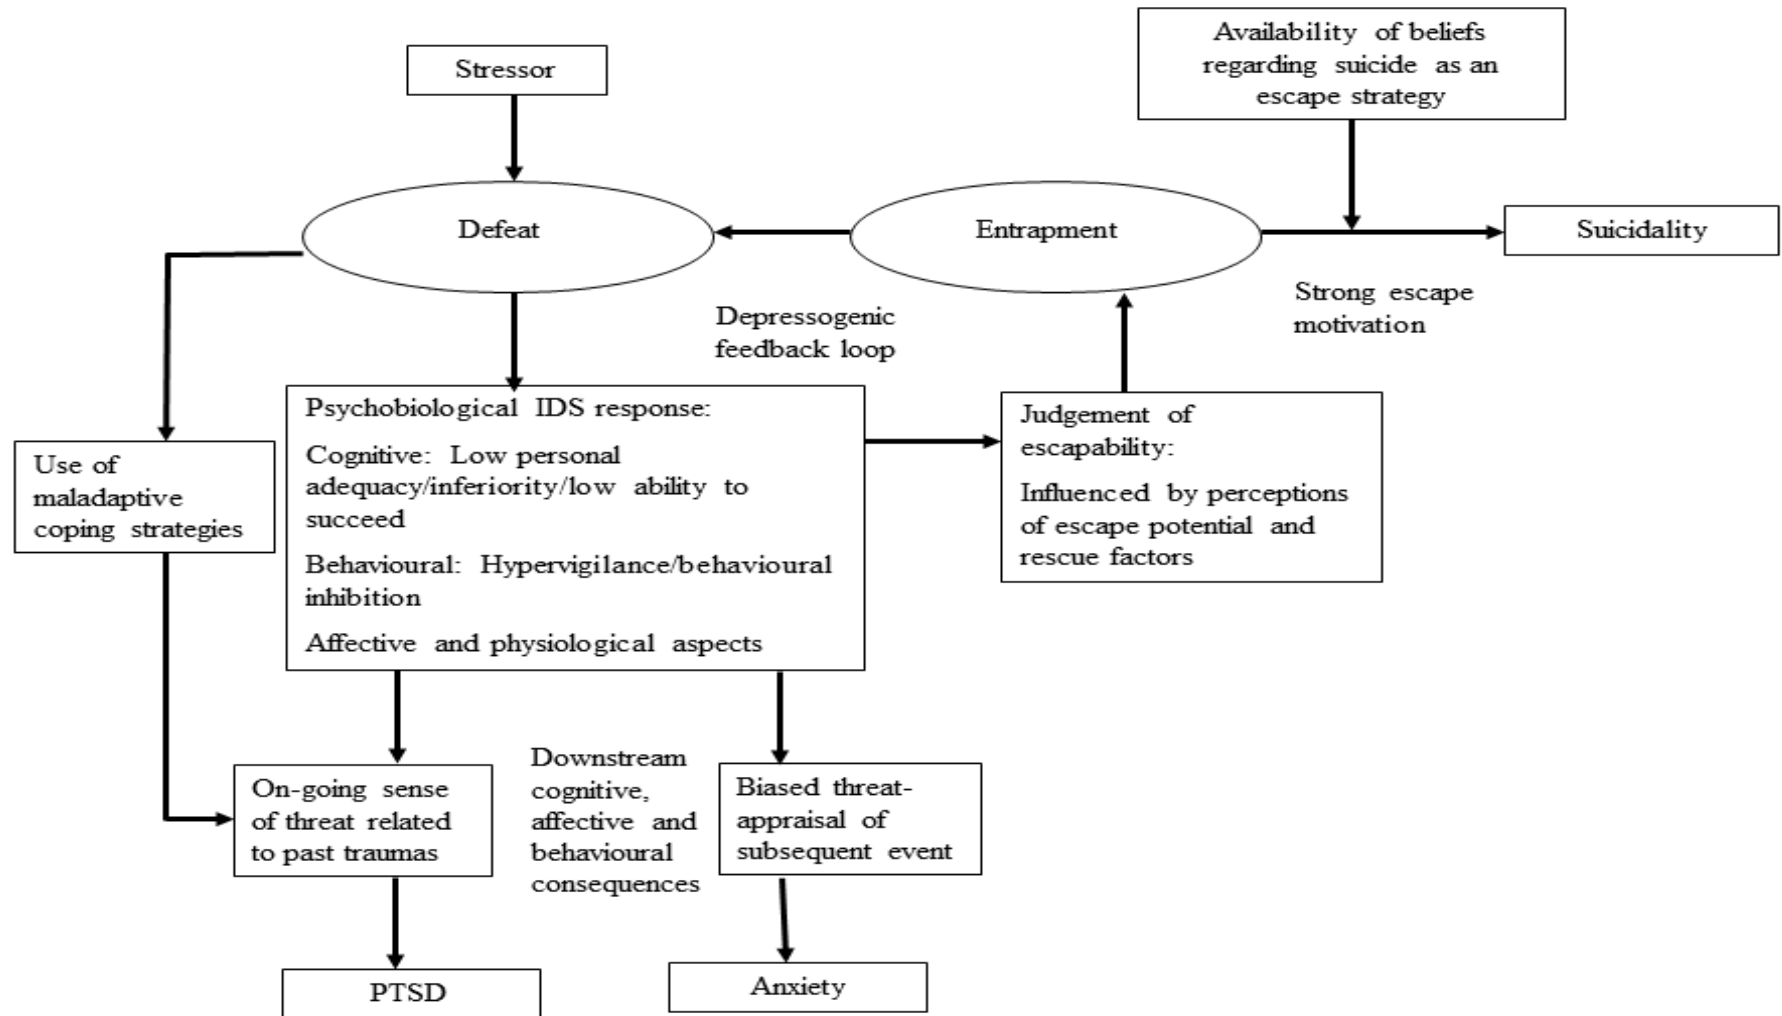 Stressor
Availability of beliefs
regarding suicide as an
escape strategy
Defeat
Entrapment
Suicidality
Strong escape
motivation
Depressogenic
feedback loop
Use of
maladaptive
coping strategies
Psychobiological IDS response:
Cognitive: Low personal
adequacy/inferiority/low ability to
succeed
Behavioural: Hypervigilance/behavioural
inhibition
Affective and physiological aspects
Judgement of
escapability:
Influenced by perceptions
of escape potential and
rescue factors
On-going sense
of threat related
to past traumas
Downstream
cognitive,
affective and
behavioural
consequences
Biased threat-
appraisal of
subsequent event
PTSD
Anxiety